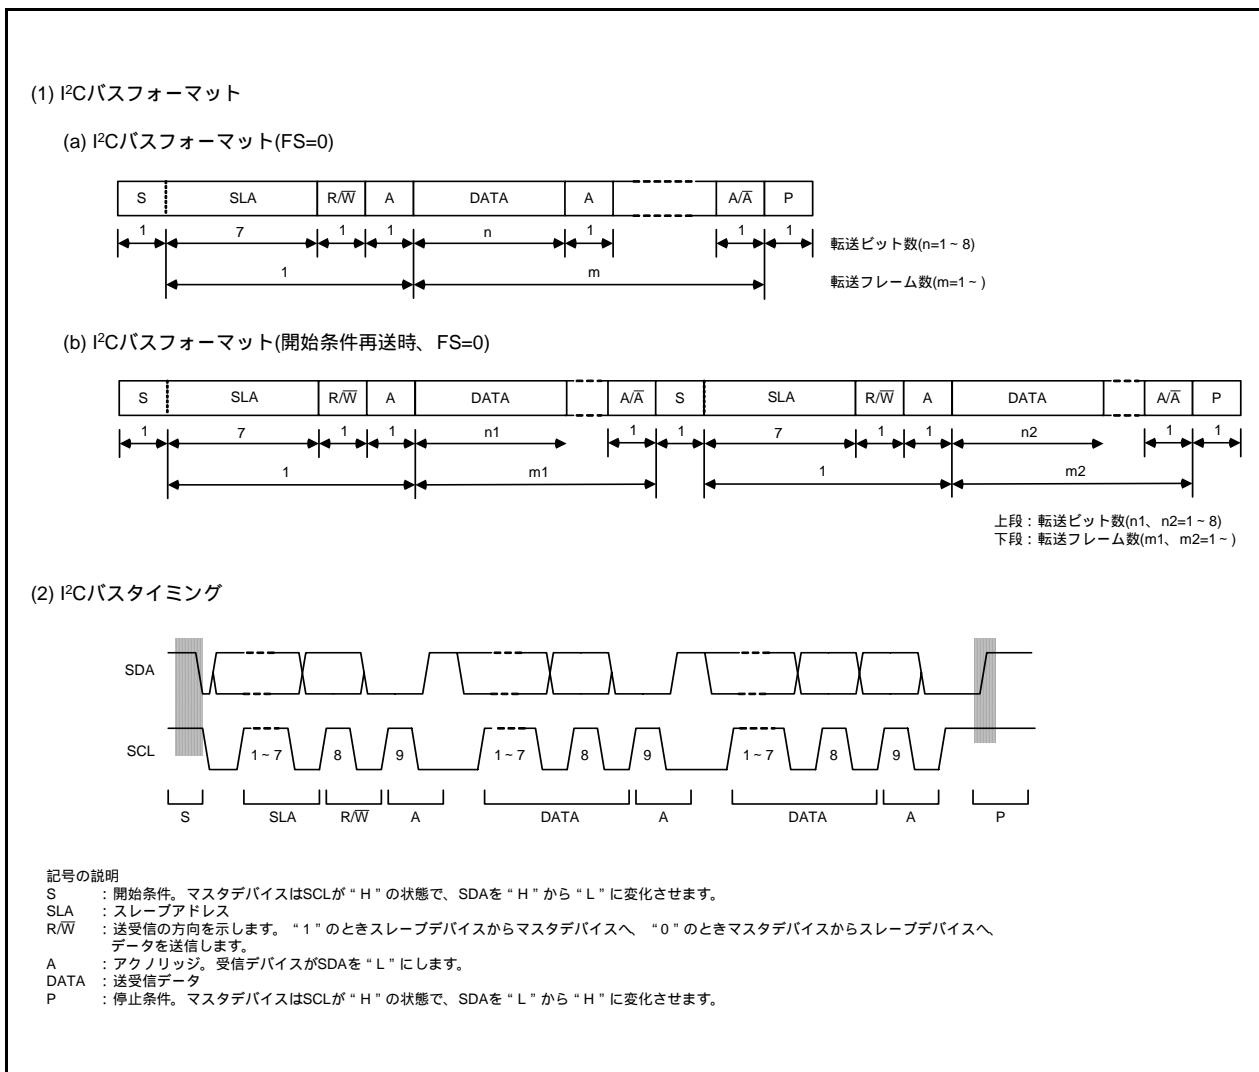 (1) I²Cバスフォーマット
(a) I²Cバスフォーマット(FS=0)
S SLA R/W̅ A DATA A A/A̅ P
1 7 1 1 n 1 1 1
転送ビット数(n=1~8)
1 m
転送フレーム数(m=1~ )
(b) I²Cバスフォーマット(開始条件再送時、FS=0)
S SLA R/W̅ A DATA A/A̅ S SLA R/W̅ A DATA A/A̅ P
1 7 1 1 n1 1 1 7 1 1 n2 1 1
1 m1 1 m2
上段:転送ビット数(n1、n2=1~8)
下段:転送フレーム数(m1、m2=1~ )
(2) I²Cバスタイミング
SDA
SCL 1~7 8 9 1~7 8 9 1~7 8 9
S SLA R/W̅ A DATA A DATA A P
記号の説明
S :開始条件。マスタデバイスはSCLが“H”の状態で、SDAを“H”から“L”に変化させます。
SLA :スレーブアドレス
R/W̅ :送受信の方向を示します。“1”のときスレーブデバイスからマスタデバイスへ、“0”のときマスタデバイスからスレーブデバイスへ、
データを送信します。
A :アクノリッジ。受信デバイスがSDAを“L”にします。
DATA :送受信データ
P :停止条件。マスタデバイスはSCLが“H”の状態で、SDAを“L”から“H”に変化させます。